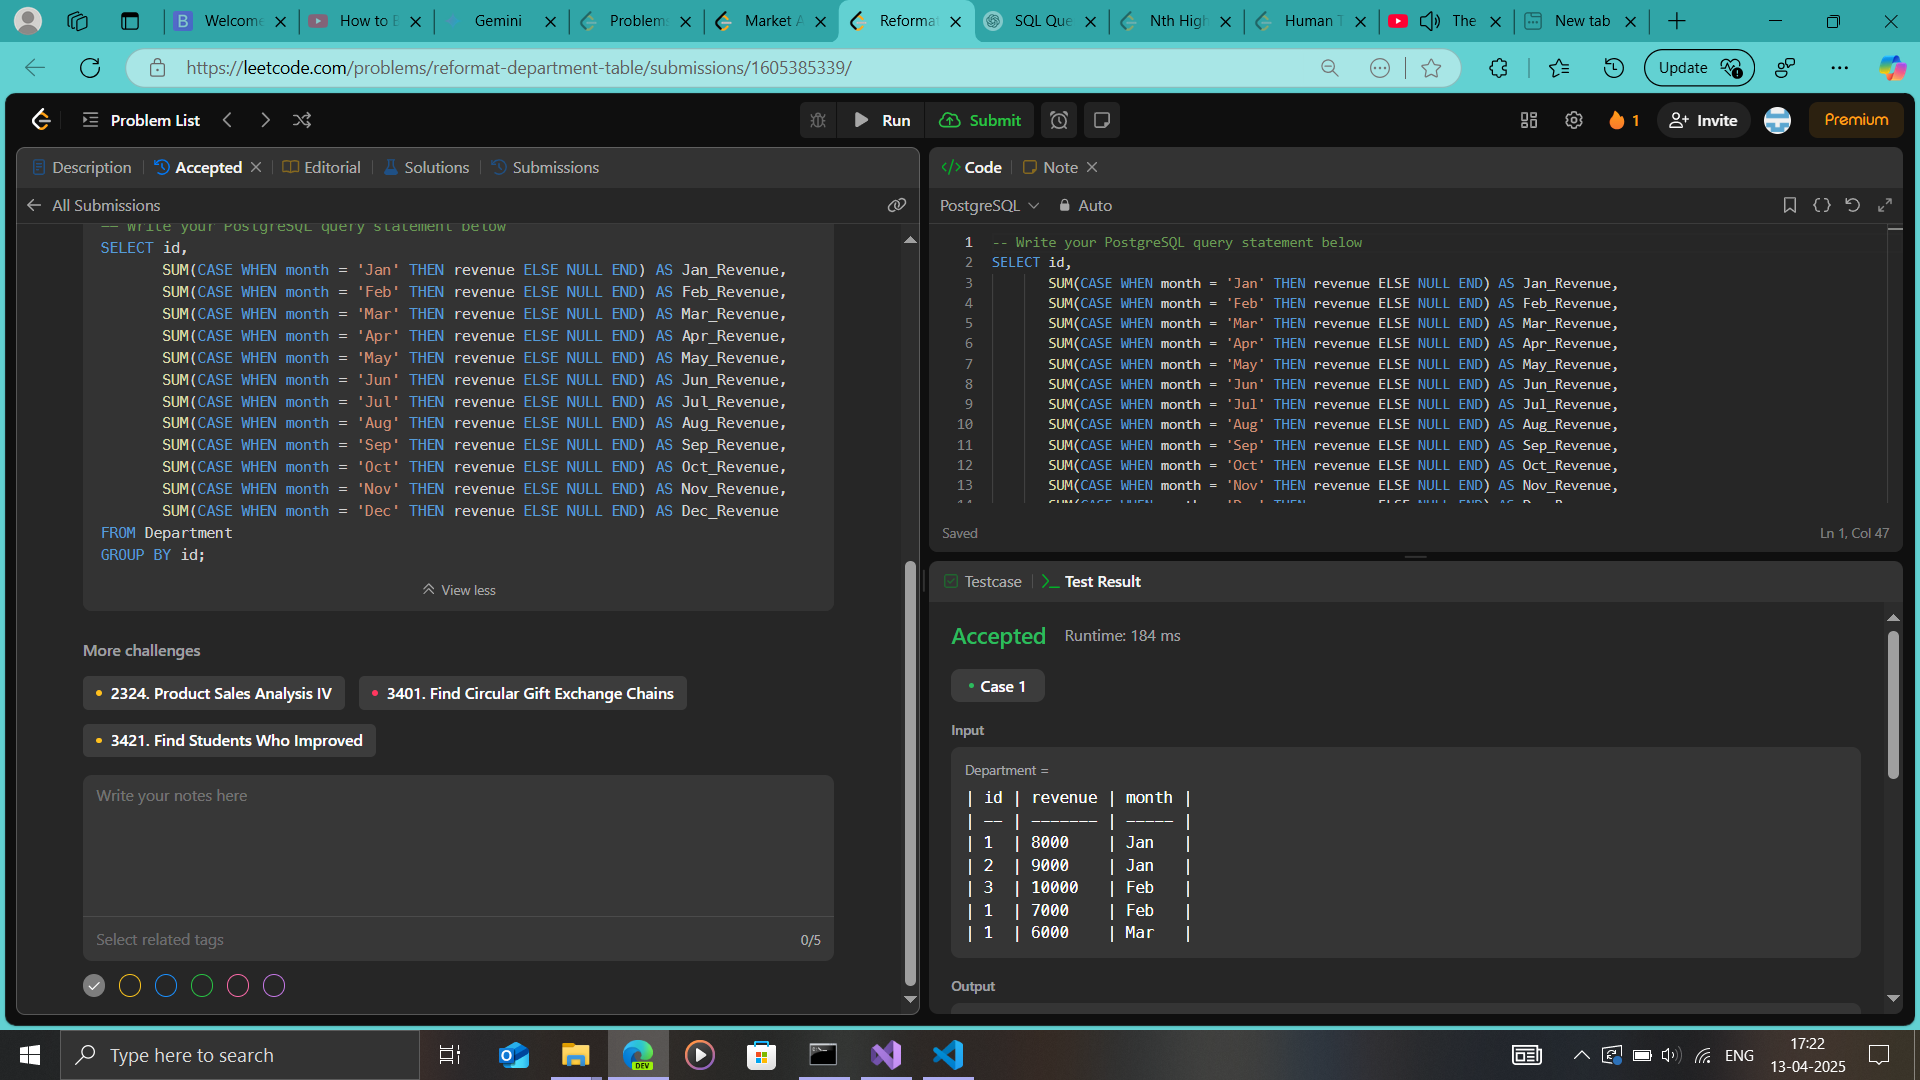 Welcome
How to B
Gemini
Problems
Market A
Reformat
SQL Que
Nth High
Human T
The
New tab
https://leetcode.com/problems/reformat-department-table/submissions/1605385339/
Update
Problem List
Run
Submit
1
Invite
Premium
Description
Accepted
Editorial
Solutions
Submissions
All Submissions
-- Write your PostgreSQL query statement below
SELECT id,
SUM(CASE WHEN month = 'Jan' THEN revenue ELSE NULL END) AS Jan_Revenue,
SUM(CASE WHEN month = 'Feb' THEN revenue ELSE NULL END) AS Feb_Revenue,
SUM(CASE WHEN month = 'Mar' THEN revenue ELSE NULL END) AS Mar_Revenue,
SUM(CASE WHEN month = 'Apr' THEN revenue ELSE NULL END) AS Apr_Revenue,
SUM(CASE WHEN month = 'May' THEN revenue ELSE NULL END) AS May_Revenue,
SUM(CASE WHEN month = 'Jun' THEN revenue ELSE NULL END) AS Jun_Revenue,
SUM(CASE WHEN month = 'Jul' THEN revenue ELSE NULL END) AS Jul_Revenue,
SUM(CASE WHEN month = 'Aug' THEN revenue ELSE NULL END) AS Aug_Revenue,
SUM(CASE WHEN month = 'Sep' THEN revenue ELSE NULL END) AS Sep_Revenue,
SUM(CASE WHEN month = 'Oct' THEN revenue ELSE NULL END) AS Oct_Revenue,
SUM(CASE WHEN month = 'Nov' THEN revenue ELSE NULL END) AS Nov_Revenue,
SUM(CASE WHEN month = 'Dec' THEN revenue ELSE NULL END) AS Dec_Revenue
FROM Department
GROUP BY id;
View less
More challenges
2324. Product Sales Analysis IV
3401. Find Circular Gift Exchange Chains
3421. Find Students Who Improved
Write your notes here
Select related tags
0/5
Code
Note
PostgreSQL
Auto
1 -- Write your PostgreSQL query statement below
2 SELECT id,
3 SUM(CASE WHEN month = 'Jan' THEN revenue ELSE NULL END) AS Jan_Revenue,
4 SUM(CASE WHEN month = 'Feb' THEN revenue ELSE NULL END) AS Feb_Revenue,
5 SUM(CASE WHEN month = 'Mar' THEN revenue ELSE NULL END) AS Mar_Revenue,
6 SUM(CASE WHEN month = 'Apr' THEN revenue ELSE NULL END) AS Apr_Revenue,
7 SUM(CASE WHEN month = 'May' THEN revenue ELSE NULL END) AS May_Revenue,
8 SUM(CASE WHEN month = 'Jun' THEN revenue ELSE NULL END) AS Jun_Revenue,
9 SUM(CASE WHEN month = 'Jul' THEN revenue ELSE NULL END) AS Jul_Revenue,
10 SUM(CASE WHEN month = 'Aug' THEN revenue ELSE NULL END) AS Aug_Revenue,
11 SUM(CASE WHEN month = 'Sep' THEN revenue ELSE NULL END) AS Sep_Revenue,
12 SUM(CASE WHEN month = 'Oct' THEN revenue ELSE NULL END) AS Oct_Revenue,
13 SUM(CASE WHEN month = 'Nov' THEN revenue ELSE NULL END) AS Nov_Revenue,
Saved
Ln 1, Col 47
Testcase
Test Result
Accepted
Runtime: 184 ms
Case 1
Input
Department =
| id | revenue | month |
| -- | ------- | ----- |
| 1 | 8000 | Jan |
| 2 | 9000 | Jan |
| 3 | 10000 | Feb |
| 1 | 7000 | Feb |
| 1 | 6000 | Mar |
Output
Type here to search
DEV
ENG
17:22
13-04-2025